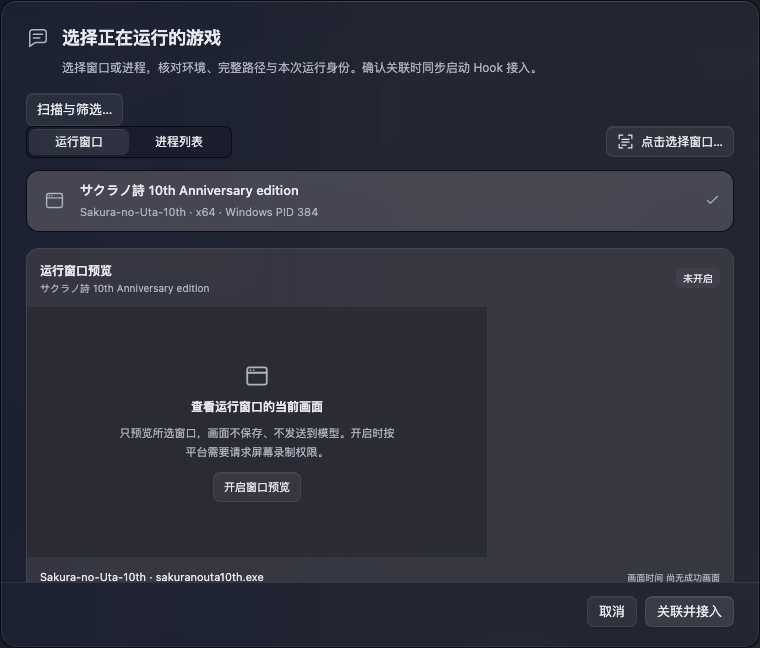 选择正在运行的游戏
选择窗口或进程，核对环境、完整路径与本次运行身份。确认关联时同步启动 Hook 接入。
扫描与筛选...
运行窗口
进程列表
点击选择窗口...
サクラノ詩 10th Anniversary edition
Sakura-no-Uta-10th · x64 · Windows PID 384
运行窗口预览
サクラノ詩 10th Anniversary edition
未开启
查看运行窗口的当前画面
只预览所选窗口，画面不保存、不发送到模型。开启时按
平台需要请求屏幕录制权限。
开启窗口预览
Sakura-no-Uta-10th · sakuranouta10th.exe
画面时间 尚无成功画面
取消
关联并接入